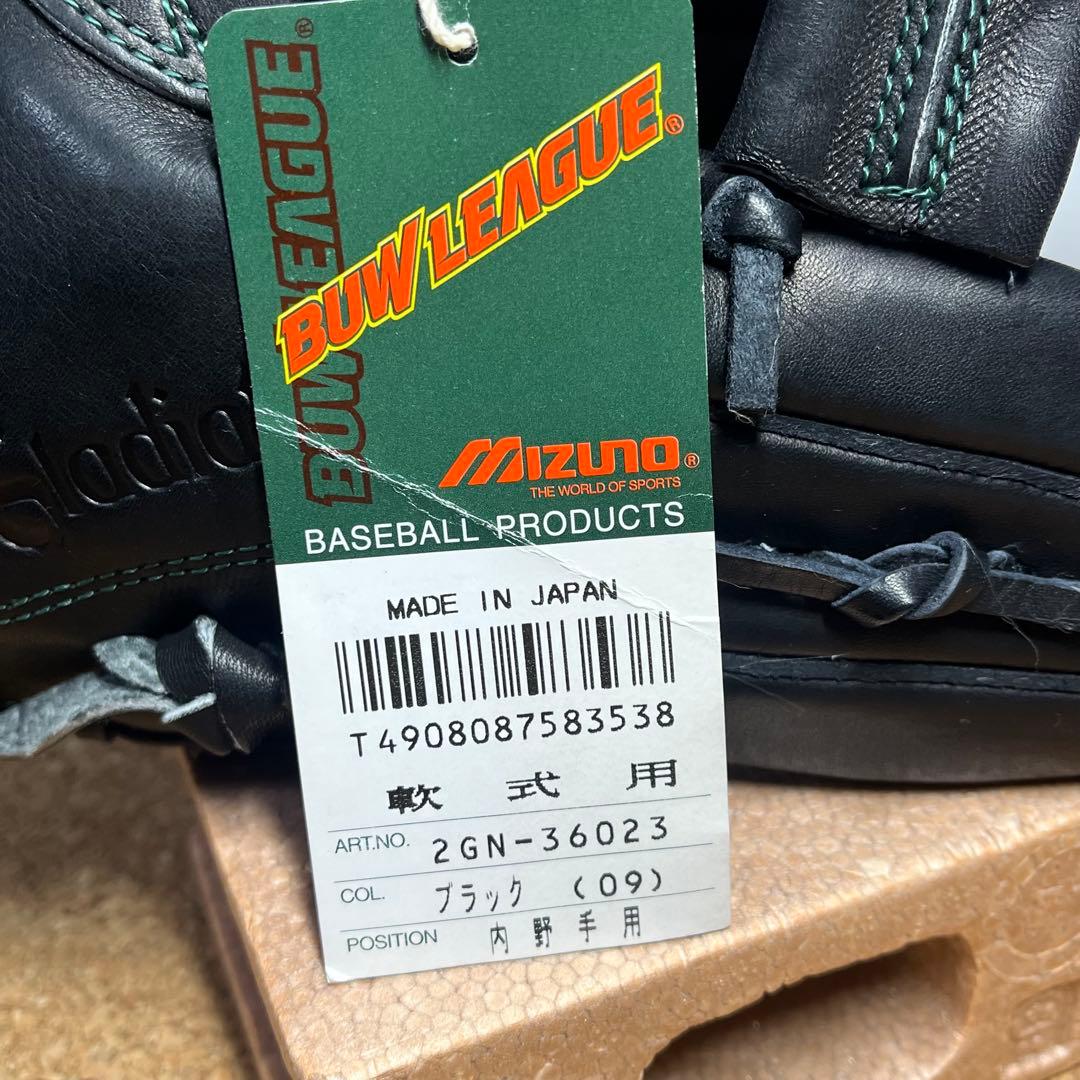 BUW LEAGUE®
BUW LEAGUE®
MIZUNO®
THE WORLD OF SPORTS
BASEBALL PRODUCTS
MADE IN JAPAN
T4908087583538
軟式用
ART.NO. 2GN-36023
COL. ブラック (09)
POSITION 内野手用